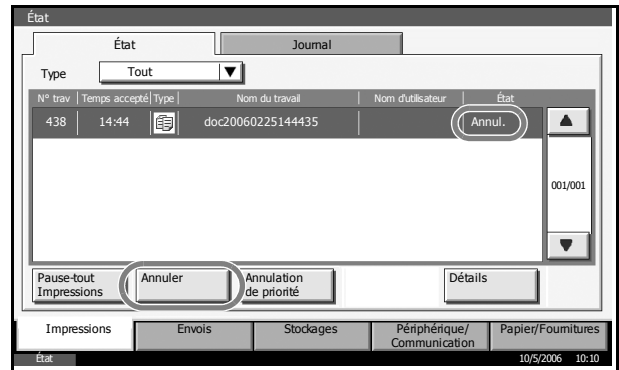 État
État Journal
Type Tout
N° trav Temps accepté Type Nom du travail Nom d'utilisateur État
438 14:44 doc20060225144435 Annul.
001/001
Pause-tout Impressions Annuler Annulation de priorité Détails
Impressions Envois Stockages Périphérique/ Communication Papier/Fournitures
État 10/5/2006 10:10